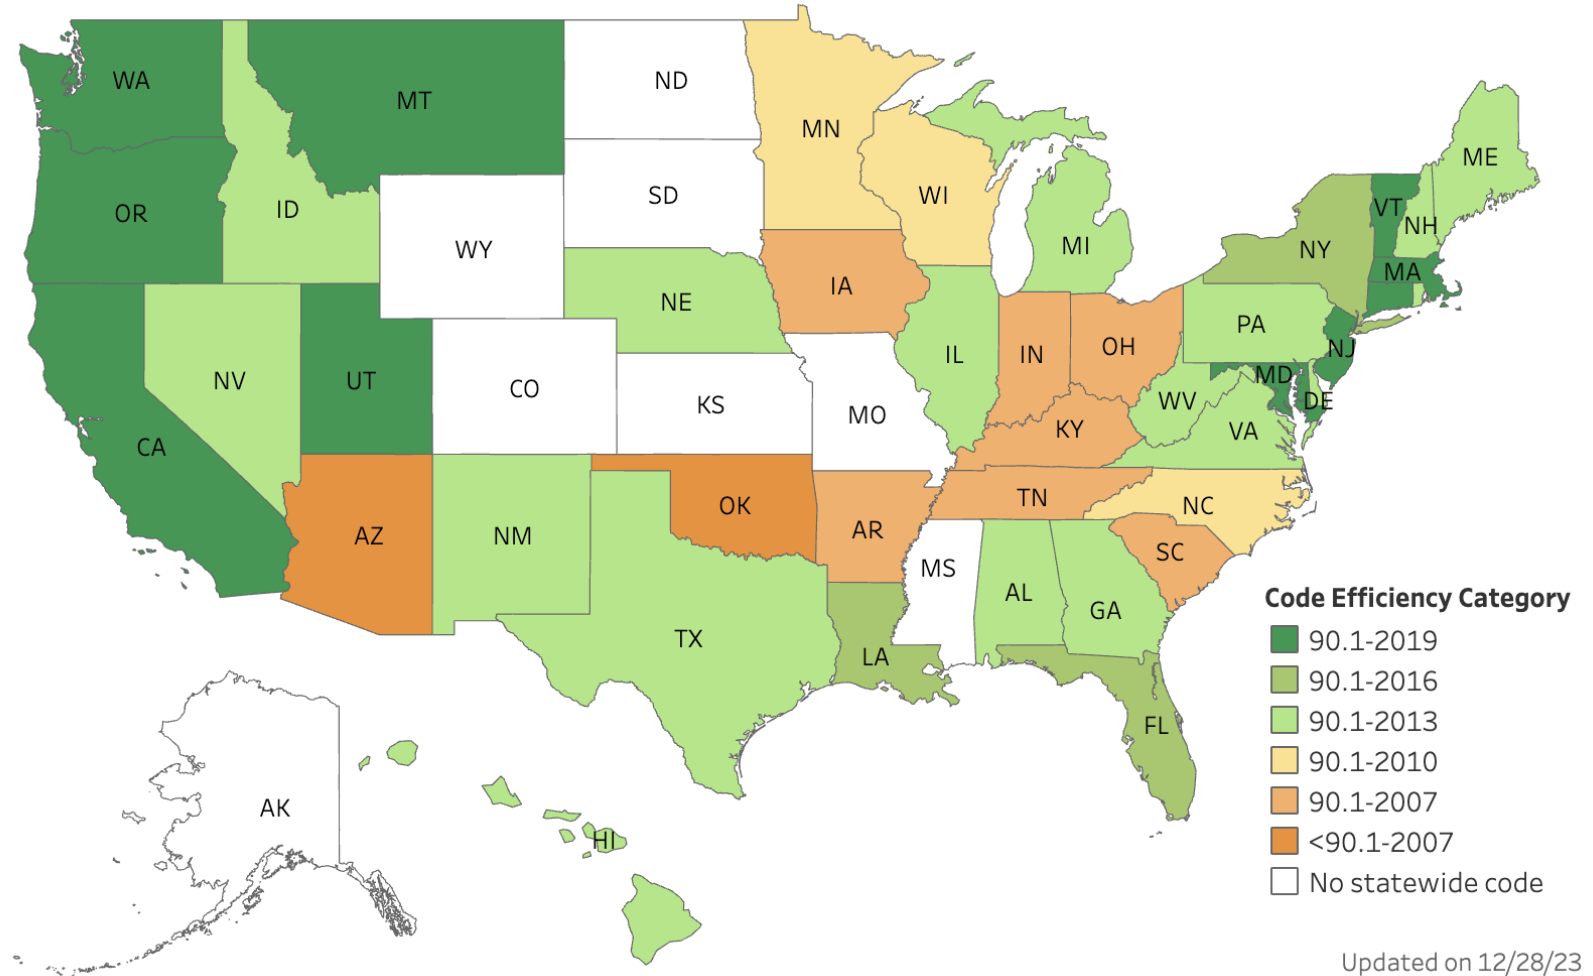 WA
MT
ND
MN
ME
SD
WI
VT
OR
ID
NH
WY
NY
MI
MA
IA
NE
PA
NJ
IL
IN
OH
NV
UT
CO
MD
KS
WV
DE
MO
CA
KY
VA
TN
OK
NC
AZ
NM
AR
SC
MS
AL
GA
TX
LA
FL
AK
HI
Code Efficiency Category
90.1-2019
90.1-2016
90.1-2013
90.1-2010
90.1-2007
<90.1-2007
No statewide code
Updated on 12/28/23